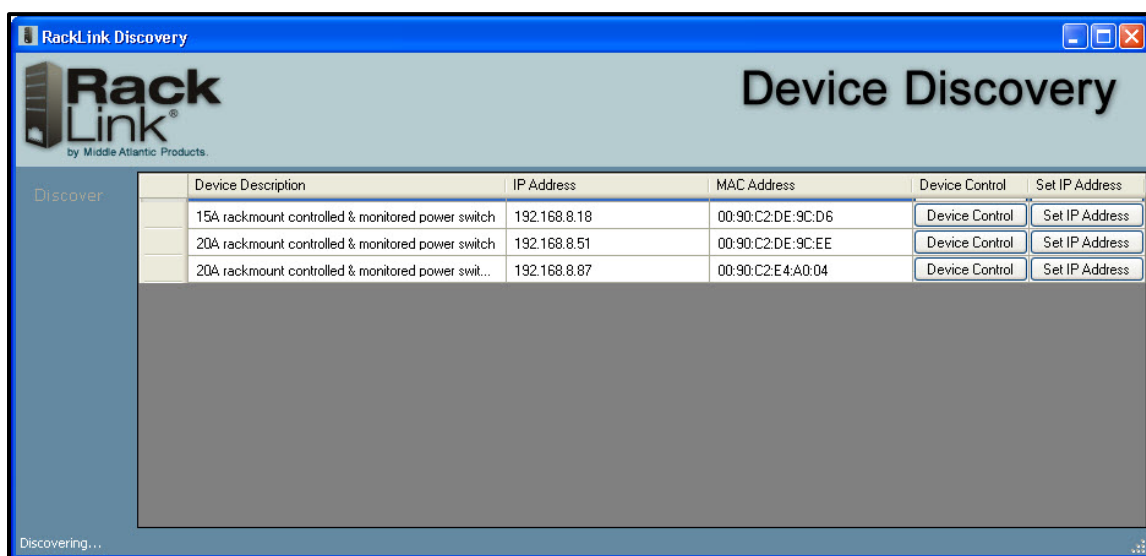 RackLink Discovery
Rack
Link®
by Middle Atlantic Products.
Device Discovery
Discover
Device Description IP Address MAC Address Device Control Set IP Address
15A rackmount controlled & monitored power switch 192.168.8.18 00:90:C2:DE:9C:D6 Device Control Set IP Address
20A rackmount controlled & monitored power switch 192.168.8.51 00:90:C2:DE:9C:EE Device Control Set IP Address
20A rackmount controlled & monitored power swit... 192.168.8.87 00:90:C2:E4:A0:04 Device Control Set IP Address
Discovering...